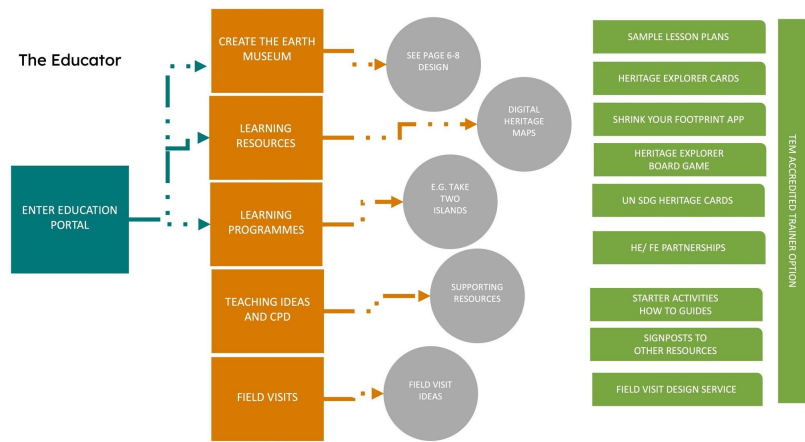 The Educator
ENTER EDUCATION
PORTAL
CREATE THE EARTH
MUSEUM
LEARNING
RESOURCES
LEARNING
PROGRAMMES
TEACHING IDEAS
AND CPD
FIELD VISITS
SEE PAGE 6-8
DESIGN
DIGITAL
HERITAGE
MAPS
E.G. TAKE
TWO
ISLANDS
SUPPORTING
RESOURCES
FIELD VISIT
IDEAS
SAMPLE LESSON PLANS
HERITAGE EXPLORER CARDS
SHRINK YOUR FOOTPRINT APP
HERITAGE EXPLORER
BOARD GAME
UN SDG HERITAGE CARDS
HE/ FE PARTNERSHIPS
STARTER ACTIVITIES
HOW TO GUIDES
SIGNPOSTS TO
OTHER RESOURCES
FIELD VISIT DESIGN SERVICE
TEM ACCREDITED TRAINER OPTION